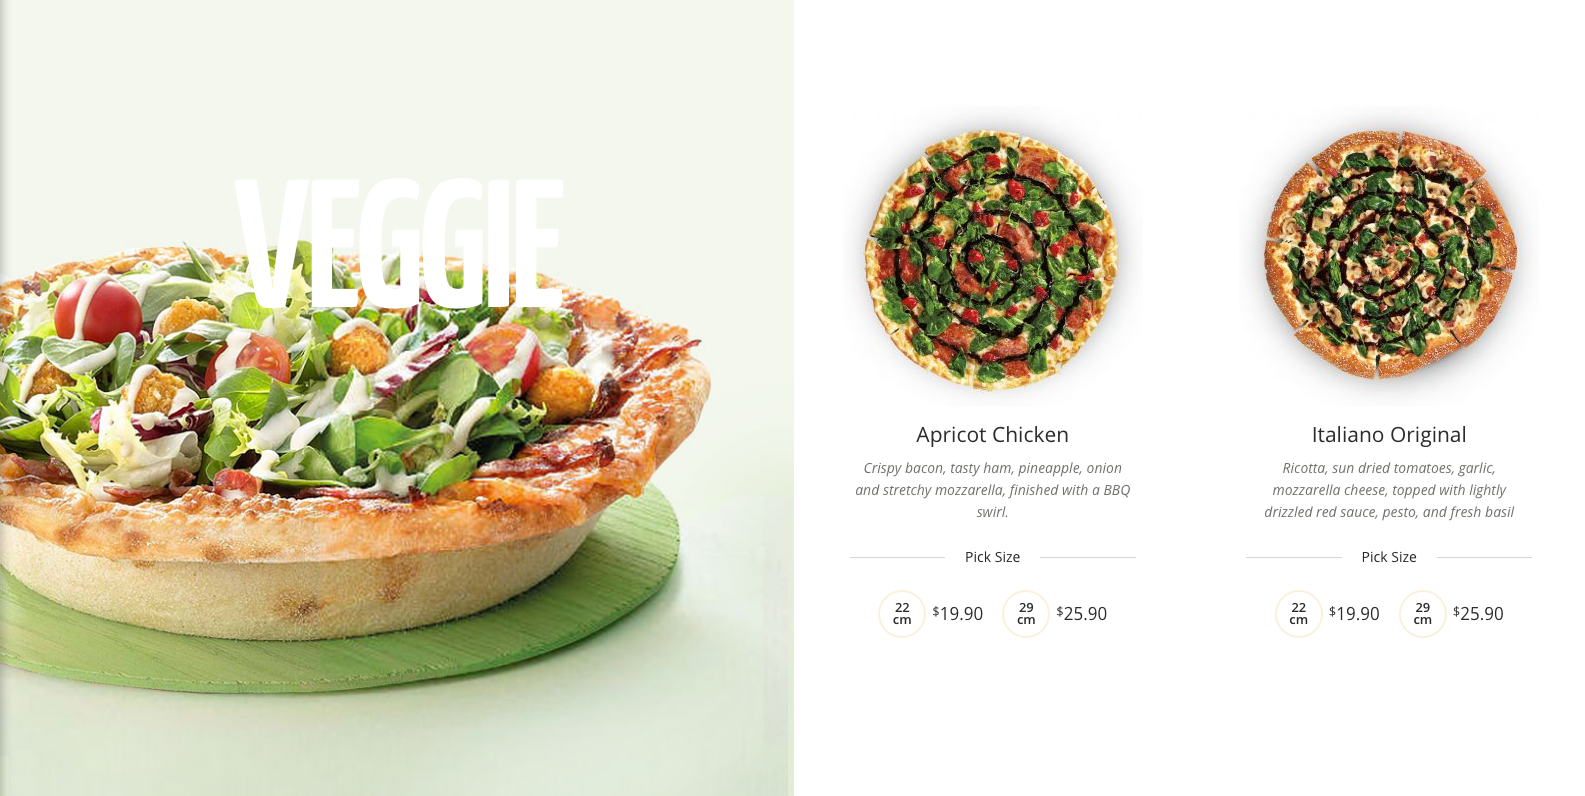 VEGGIE
Apricot Chicken
Crispy bacon, tasty ham, pineapple, onion
and stretchy mozzarella, finished with a BBQ
swirl.
Pick Size
22
cm
$19.90
29
cm
$25.90
Italiano Original
Ricotta, sun dried tomatoes, garlic,
mozzarella cheese, topped with lightly
drizzled red sauce, pesto, and fresh basil
Pick Size
22
cm
$19.90
29
cm
$25.90